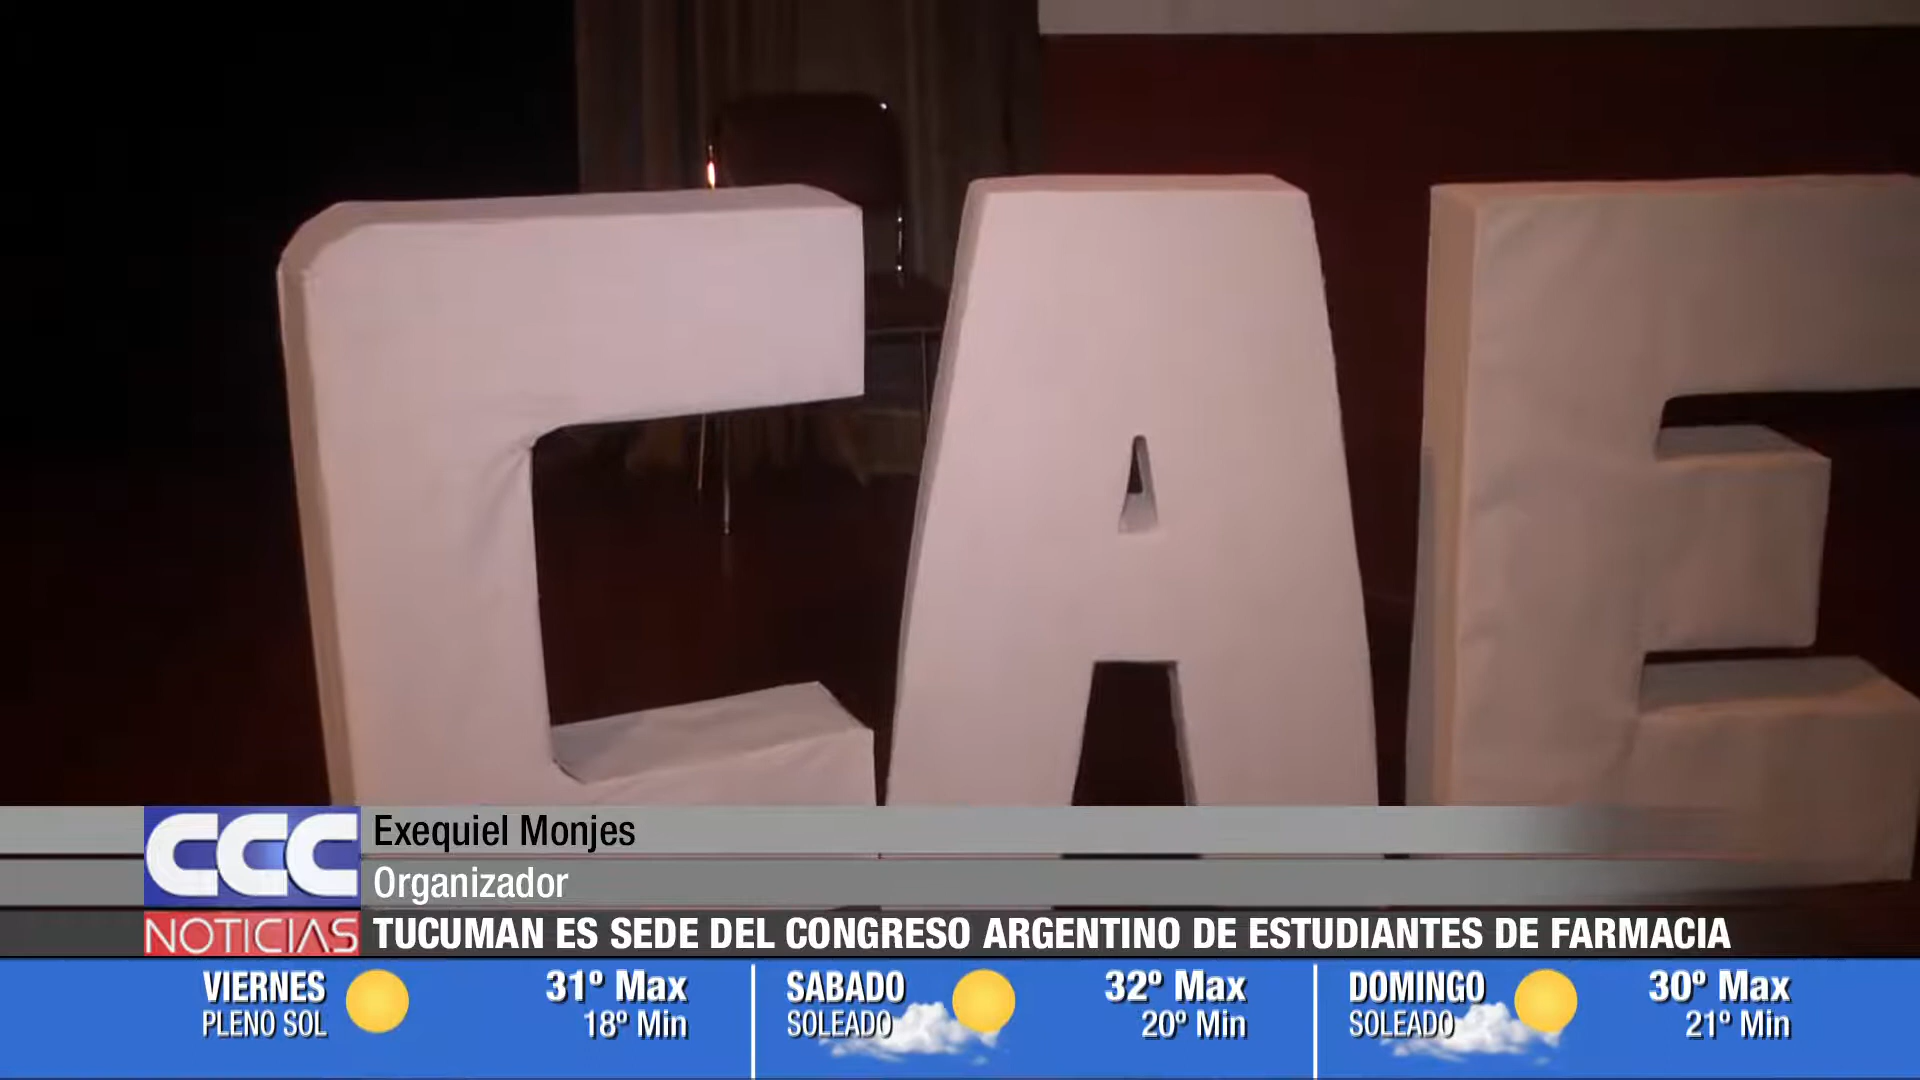 CAE
CCC
NOTICIAS
Exequiel Monjes
Organizador
TUCUMAN ES SEDE DEL CONGRESO ARGENTINO DE ESTUDIANTES DE FARMACIA
VIERNES
PLENO SOL
31º Max
18º Min
SABADO
SOLEADO
32º Max
20º Min
DOMINGO
SOLEADO
30º Max
21º Min